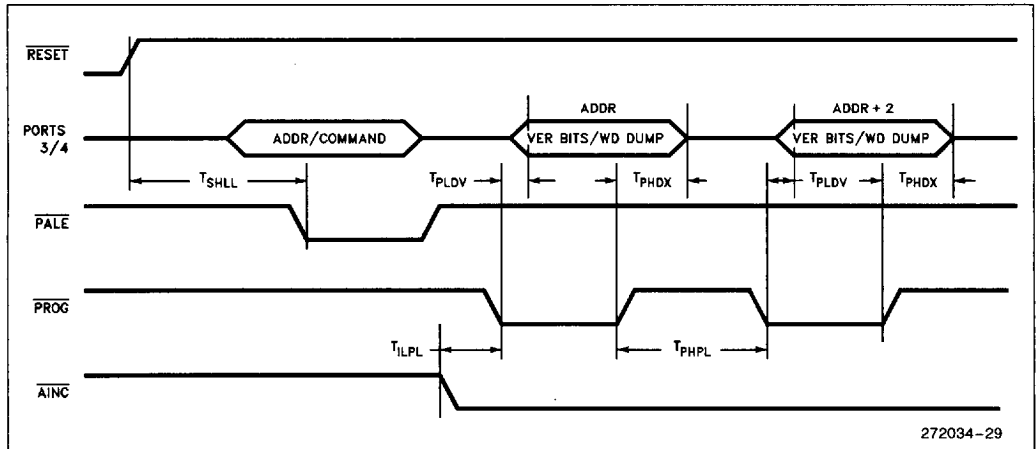 RESET
ADDR
ADDR + 2
PORTS
3/4
ADDR/COMMAND
VER BITS/WD DUMP
VER BITS/WD DUMP
TSHLL
TPLDV
TPHDX
TPLDV
TPHDX
PALE
PROG
TILPL
TPHPL
AINC
272034-29